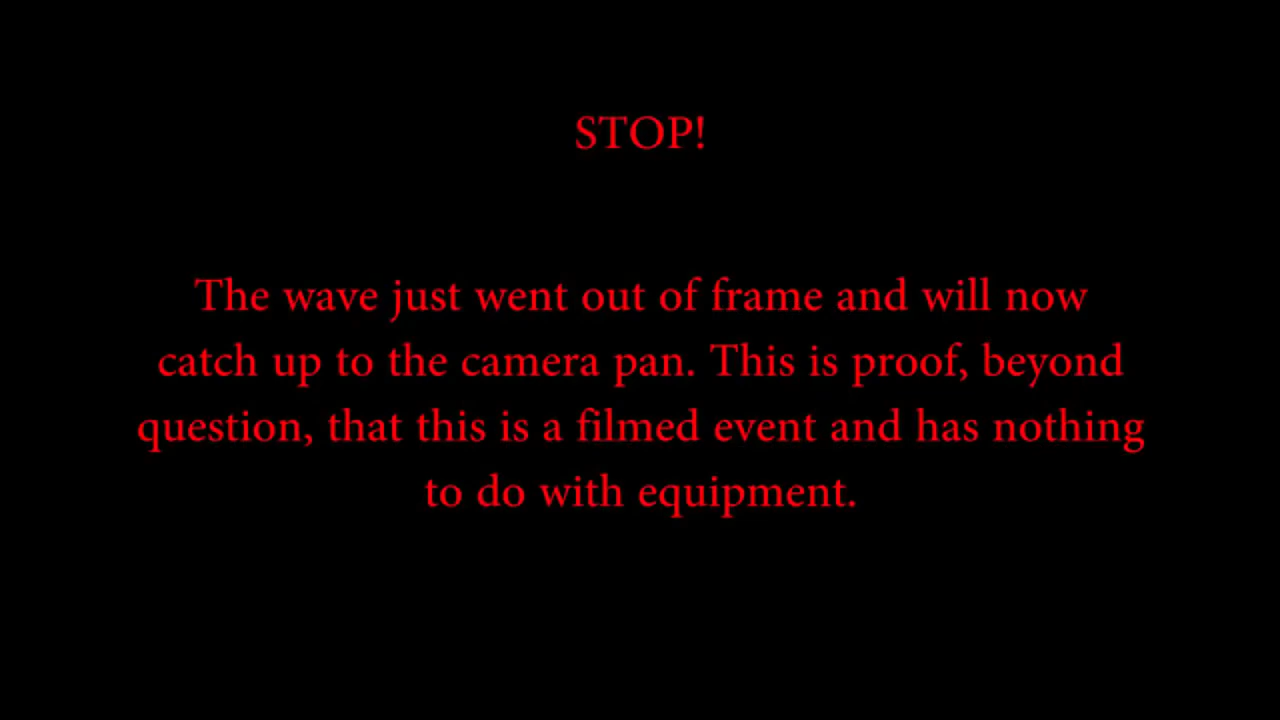 STOP!
The wave just went out of frame and will now
catch up to the camera pan. This is proof, beyond
question, that this is a filmed event and has nothing
to do with equipment.